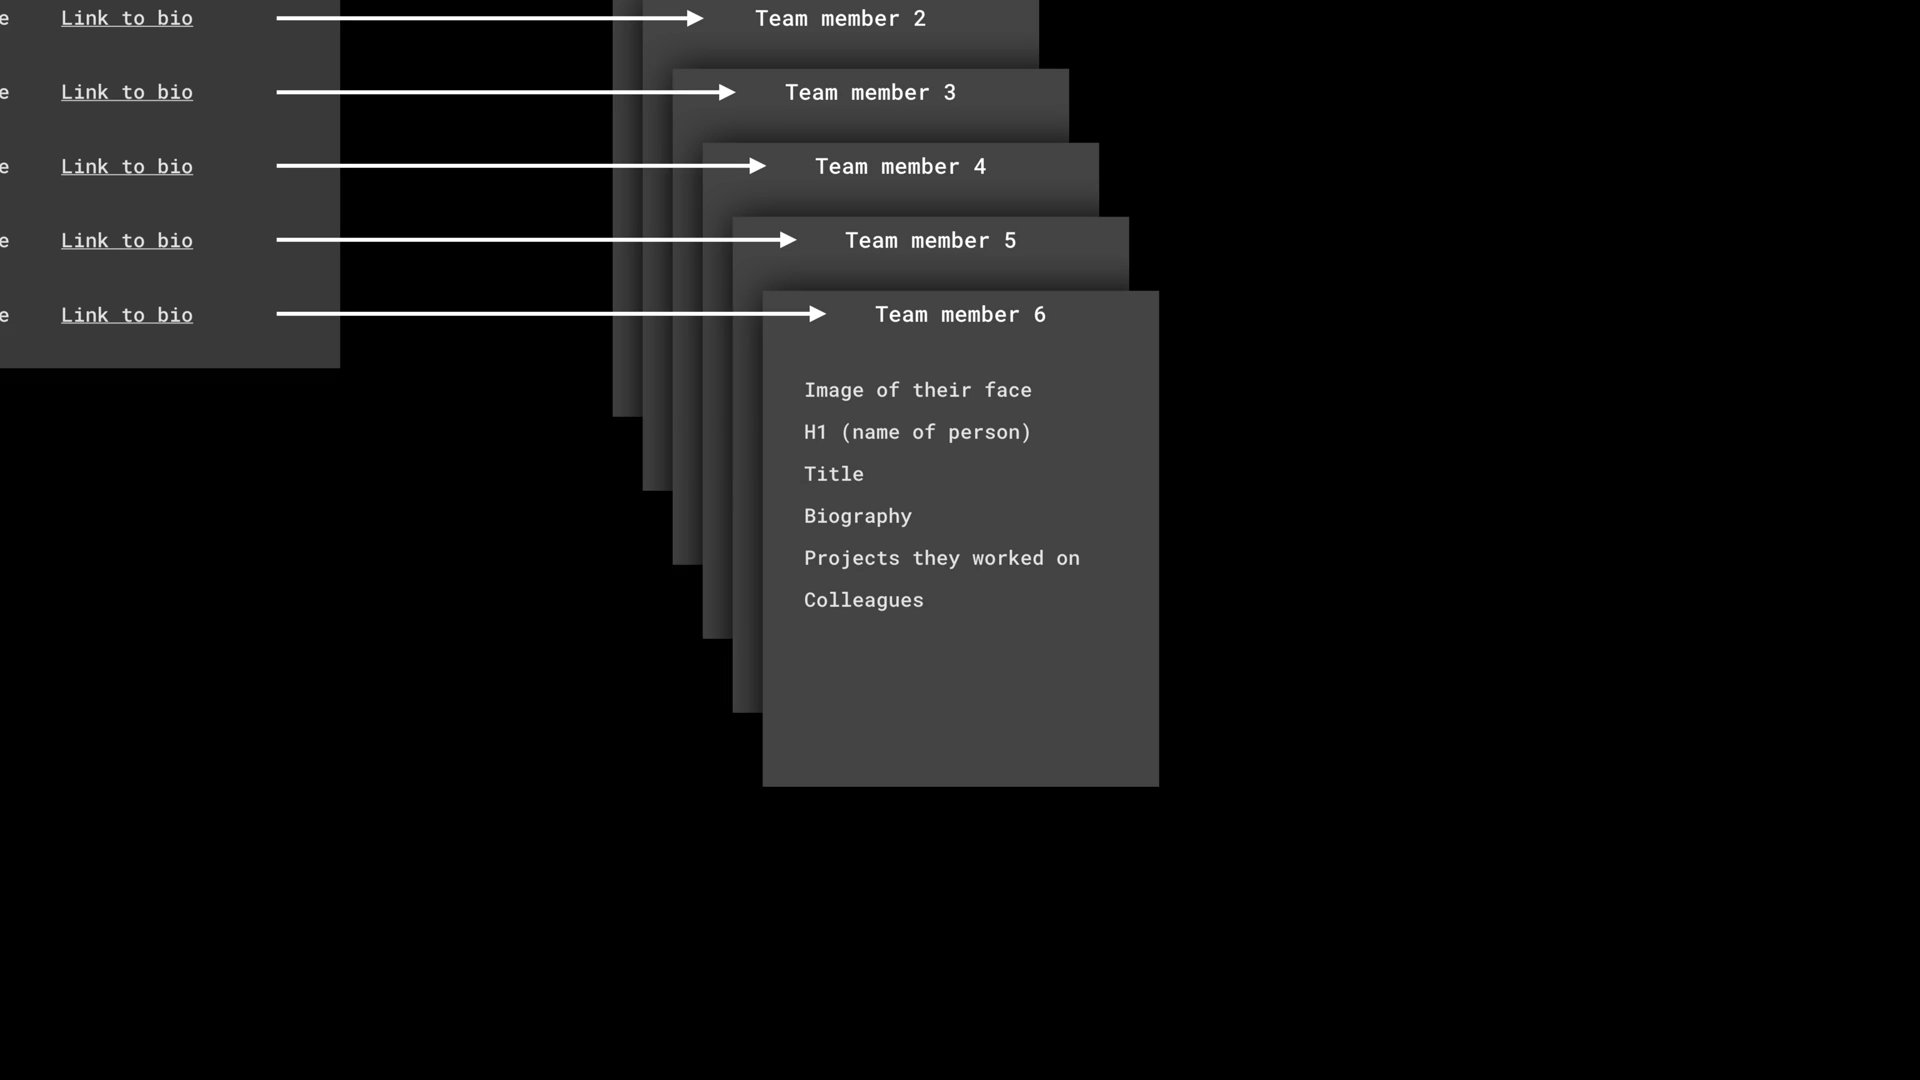 Link to bio
Team member 2
Link to bio
Team member 3
Link to bio
Team member 4
Link to bio
Team member 5
Link to bio
Team member 6
Image of their face
H1 (name of person)
Title
Biography
Projects they worked on
Colleagues